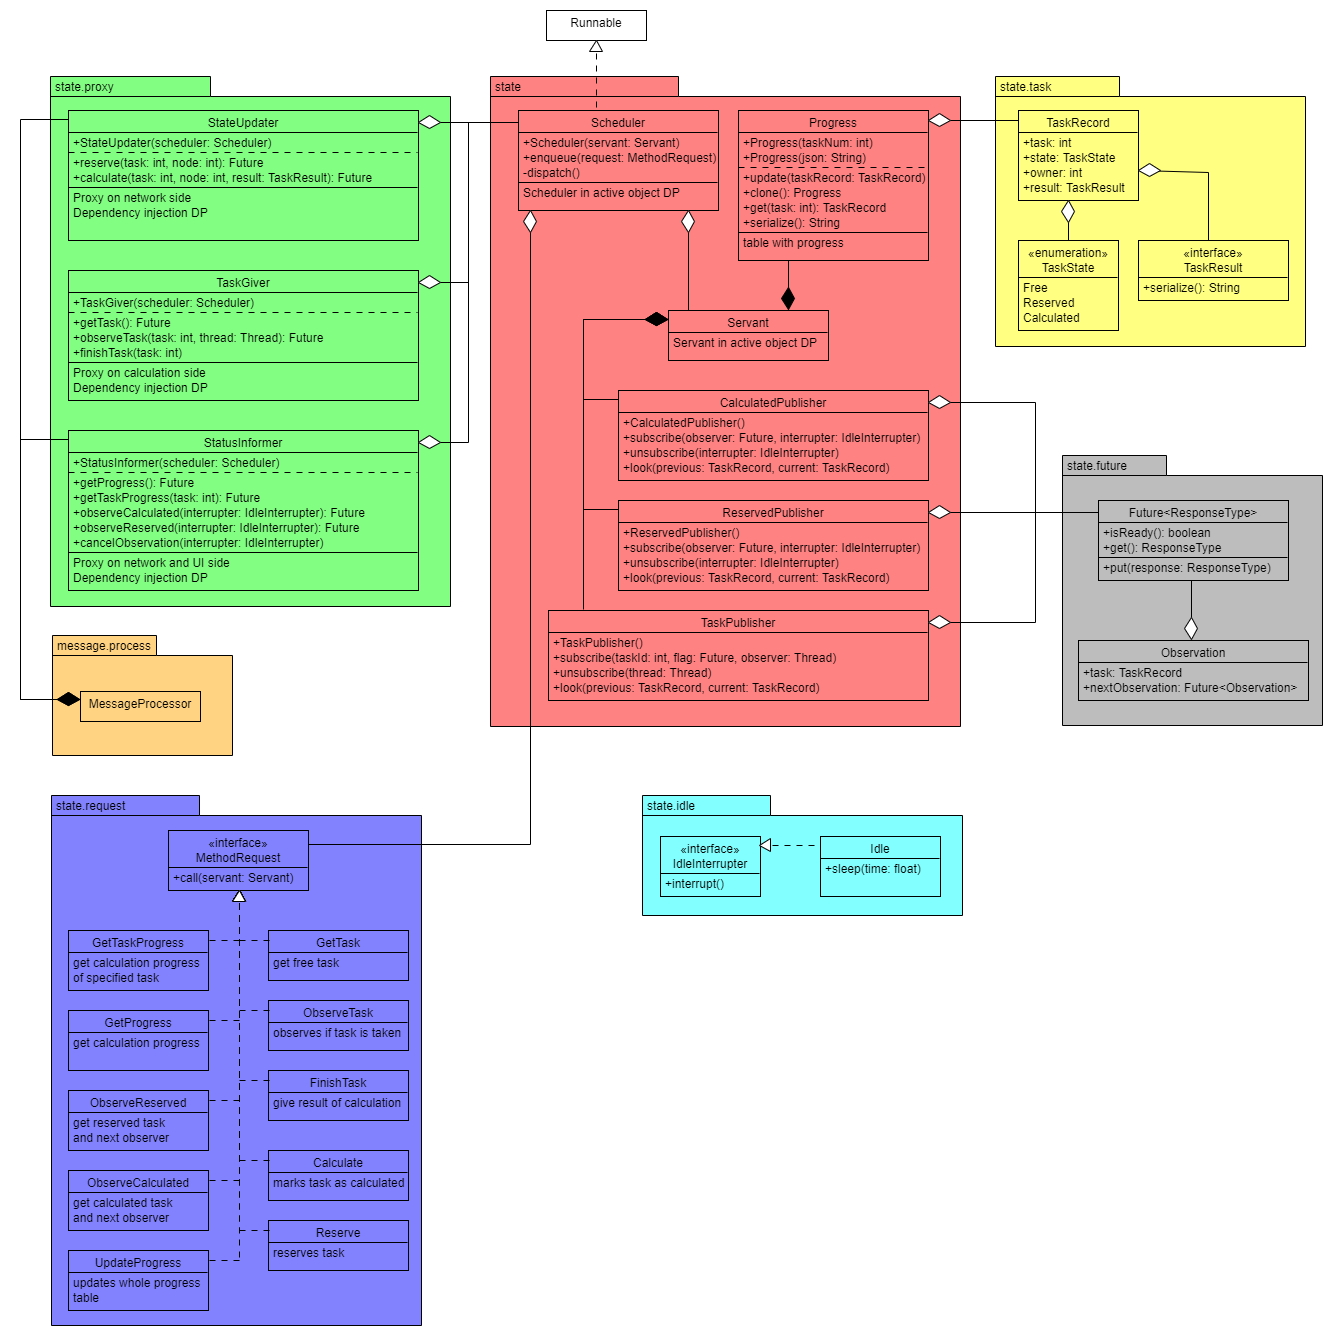 Runnable
state.proxy
StateUpdater
+StateUpdater(scheduler: Scheduler)
+reserve(task: int, node: int): Future
+calculate(task: int, node: int, result: TaskResult): Future
Proxy on network side
Dependency injection DP
TaskGiver
+TaskGiver(scheduler: Scheduler)
+getTask(): Future
+observeTask(task: int, thread: Thread): Future
+finishTask(task: int)
Proxy on calculation side
Dependency injection DP
StatusInformer
+StatusInformer(scheduler: Scheduler)
+getProgress(): Future
+getTaskProgress(task: int): Future
+observeCalculated(interrupter: IdleInterrupter): Future
+observeReserved(interrupter: IdleInterrupter): Future
+cancelObservation(interrupter: IdleInterrupter)
Proxy on network and UI side
Dependency injection DP
state
Scheduler
+Scheduler(servant: Servant)
+enqueue(request: MethodRequest)
-dispatch()
Scheduler in active object DP
Progress
+Progress(taskNum: int)
+Progress(json: String)
+update(taskRecord: TaskRecord)
+clone(): Progress
+get(task: int): TaskRecord
+serialize(): String
table with progress
Servant
Servant in active object DP
CalculatedPublisher
+CalculatedPublisher()
+subscribe(observer: Future, interrupter: IdleInterrupter)
+unsubscribe(interrupter: IdleInterrupter)
+look(previous: TaskRecord, current: TaskRecord)
ReservedPublisher
+ReservedPublisher()
+subscribe(observer: Future, interrupter: IdleInterrupter)
+unsubscribe(interrupter: IdleInterrupter)
+look(previous: TaskRecord, current: TaskRecord)
TaskPublisher
+TaskPublisher()
+subscribe(taskId: int, flag: Future, observer: Thread)
+unsubscribe(thread: Thread)
+look(previous: TaskRecord, current: TaskRecord)
state.task
TaskRecord
+task: int
+state: TaskState
+owner: int
+result: TaskResult
«enumeration»
TaskState
Free
Reserved
Calculated
«interface»
TaskResult
+serialize(): String
state.future
Future<ResponseType>
+isReady(): boolean
+get(): ResponseType
+put(response: ResponseType)
Observation
+task: TaskRecord
+nextObservation: Future<Observation>
message.process
MessageProcessor
state.request
«interface»
MethodRequest
+call(servant: Servant)
GetTaskProgress
get calculation progress
of specified task
GetProgress
get calculation progress
ObserveReserved
get reserved task
and next observer
ObserveCalculated
get calculated task
and next observer
UpdateProgress
updates whole progress
table
GetTask
get free task
ObserveTask
observes if task is taken
FinishTask
give result of calculation
Calculate
marks task as calculated
Reserve
reserves task
state.idle
«interface»
IdleInterrupter
+interrupt()
Idle
+sleep(time: float)